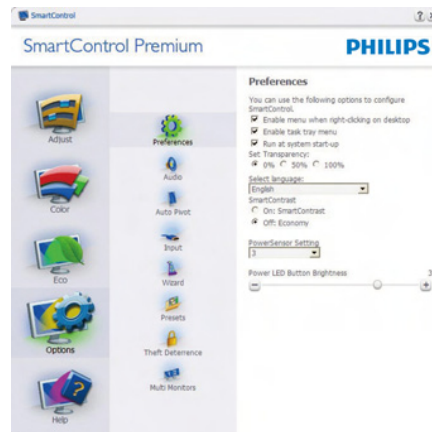 SmartControl
SmartControl Premium
PHILIPS
Adjust
Color
Eco
Options
Help
Preferences
Audio
Auto Pivot
Input
Wizard
Presets
Theft Deterrence
Multi Monitors
Preferences
You can use the following options to configure
SmartControl.
Enable menu when right-clicking on desktop
Enable task tray menu
Run at system start-up
Set Transparency:
0% 50% 100%
Select language:
English
SmartContrast
On: SmartContrast
Off: Economy
PowerSensor Setting
3
Power LED Button Brightness 3